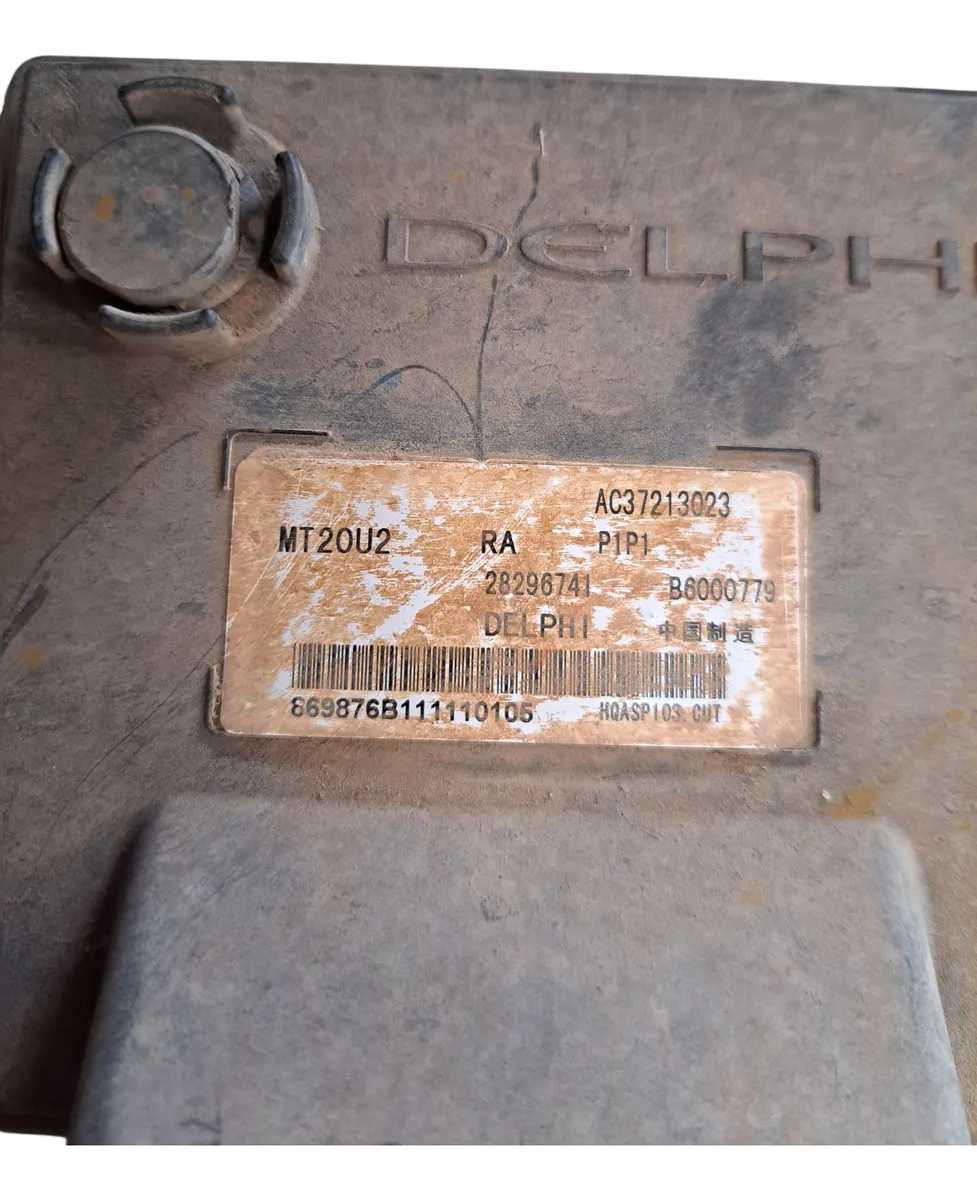 DELPHI
AC37213023
MT20U2 RA P1P1
28296741 B6000779
DELPHI 中国制造
869876B111110105 HQASP103.CUT